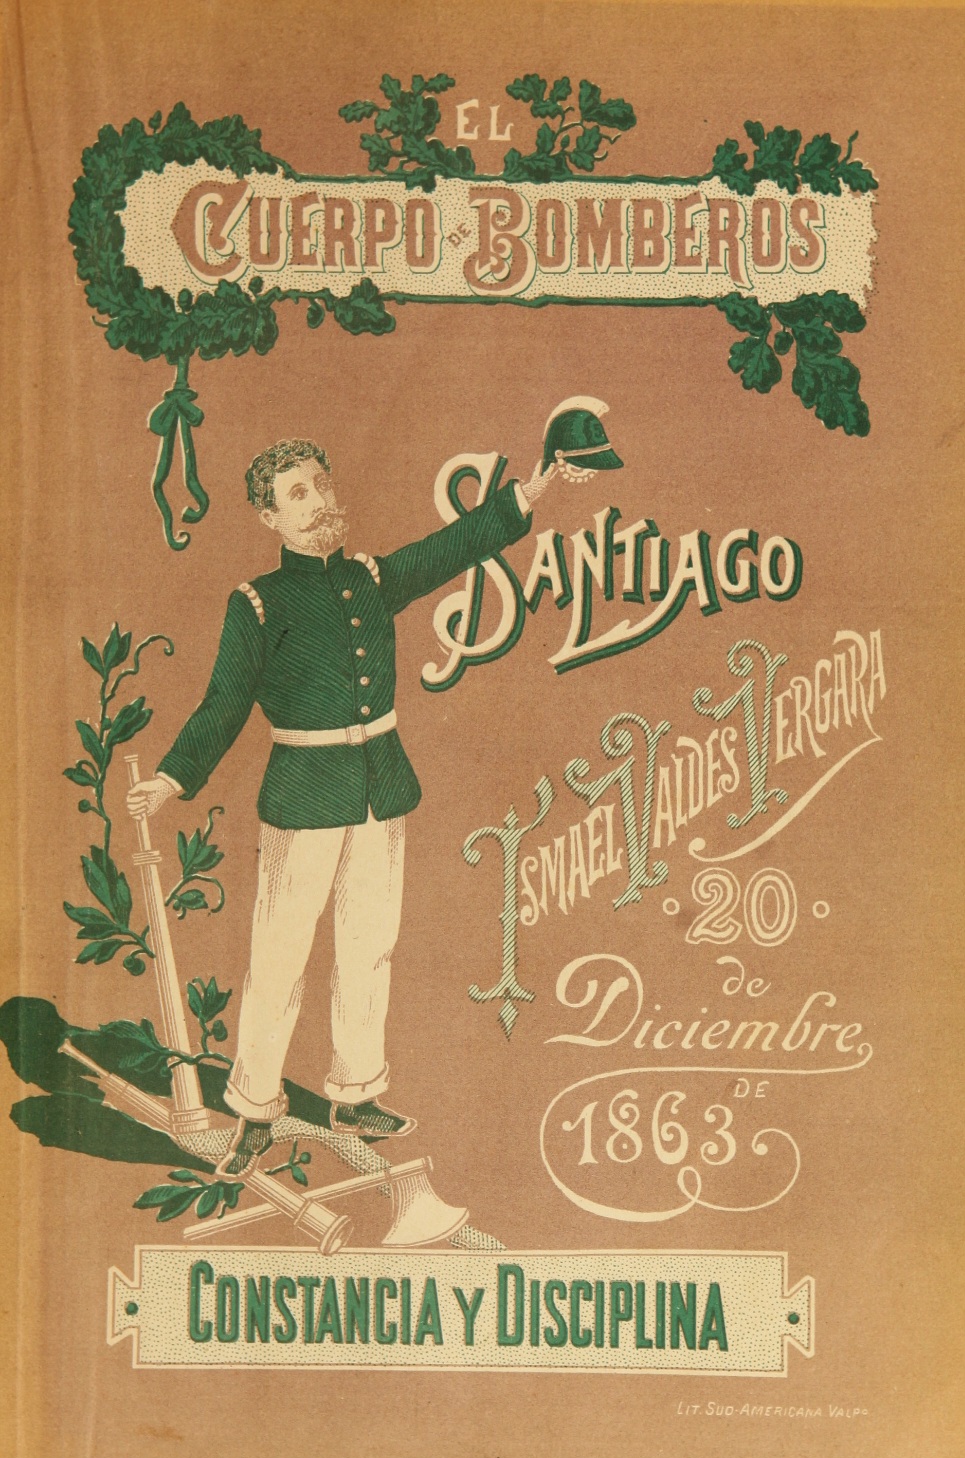 EL
CUERPO DE BOMBEROS
SANTIAGO
ISMAEL VALDES VERGARA
20
de
Diciembre,
DE
1863
CONSTANCIA Y DISCIPLINA
LIT. SUD-AMERICANA VALPO